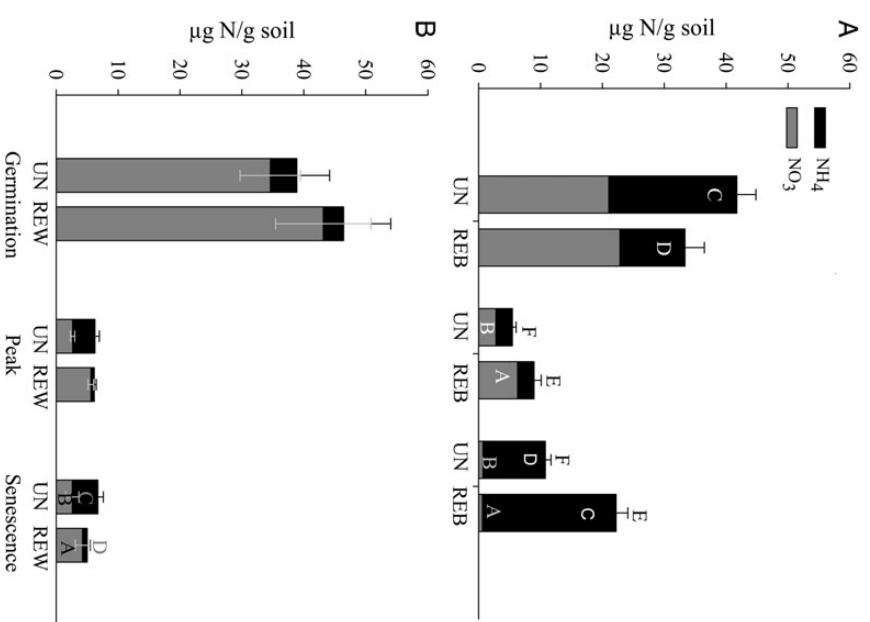 A
µg N/g soil
60
50
40
30
20
10
0
NH4
NO3
C
D
B
F
A
E
B
D
F
A
C
E
UN
REB
UN
REB
UN
REB
B
µg N/g soil
60
50
40
30
20
10
0
B
C
A
D
UN REW
UN REW
UN REW
Germination
Peak
Senescence